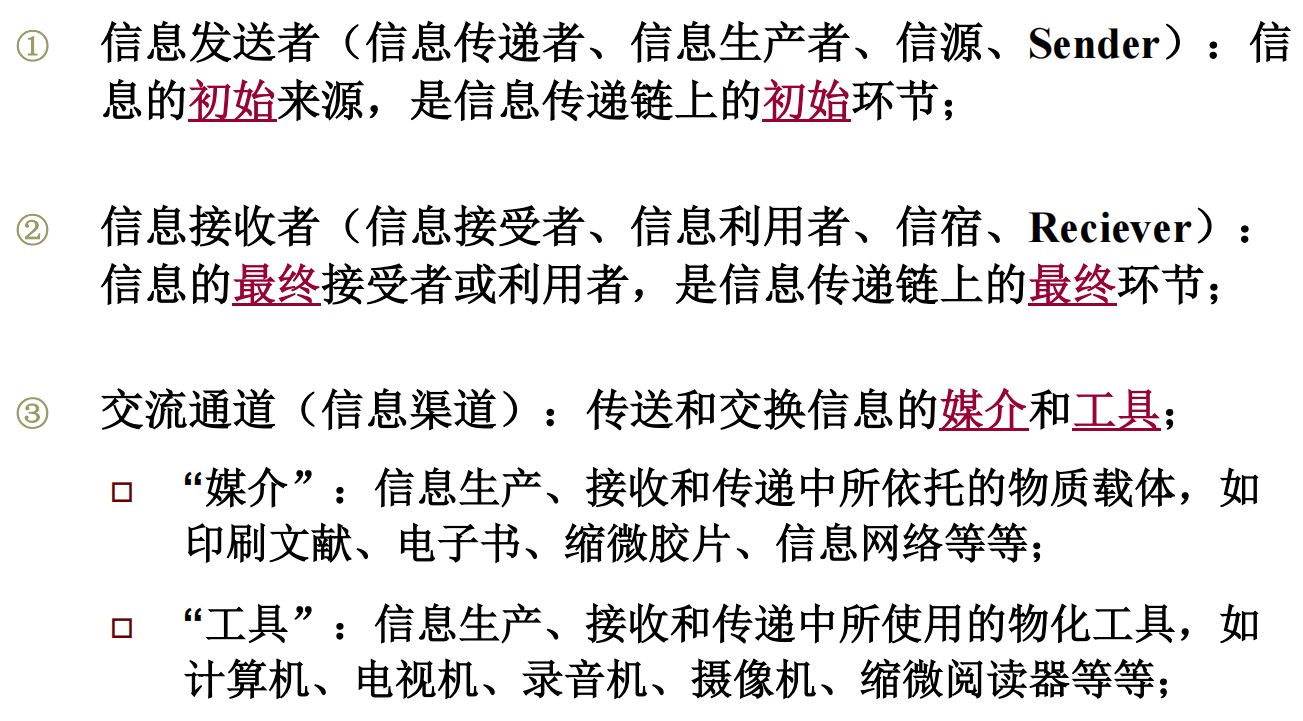 ① 信息发送者（信息传递者、信息生产者、信源、Sender）：信
息的初始来源，是信息传递链上的初始环节；
② 信息接收者（信息接受者、信息利用者、信宿、Reciever）：
信息的最终接受者或利用者，是信息传递链上的最终环节；
③ 交流通道（信息渠道）：传送和交换信息的媒介和工具；
□ “媒介”：信息生产、接收和传递中所依托的物质载体，如
印刷文献、电子书、缩微胶片、信息网络等等；
□ “工具”：信息生产、接收和传递中所使用的物化工具，如
计算机、电视机、录音机、摄像机、缩微阅读器等等；